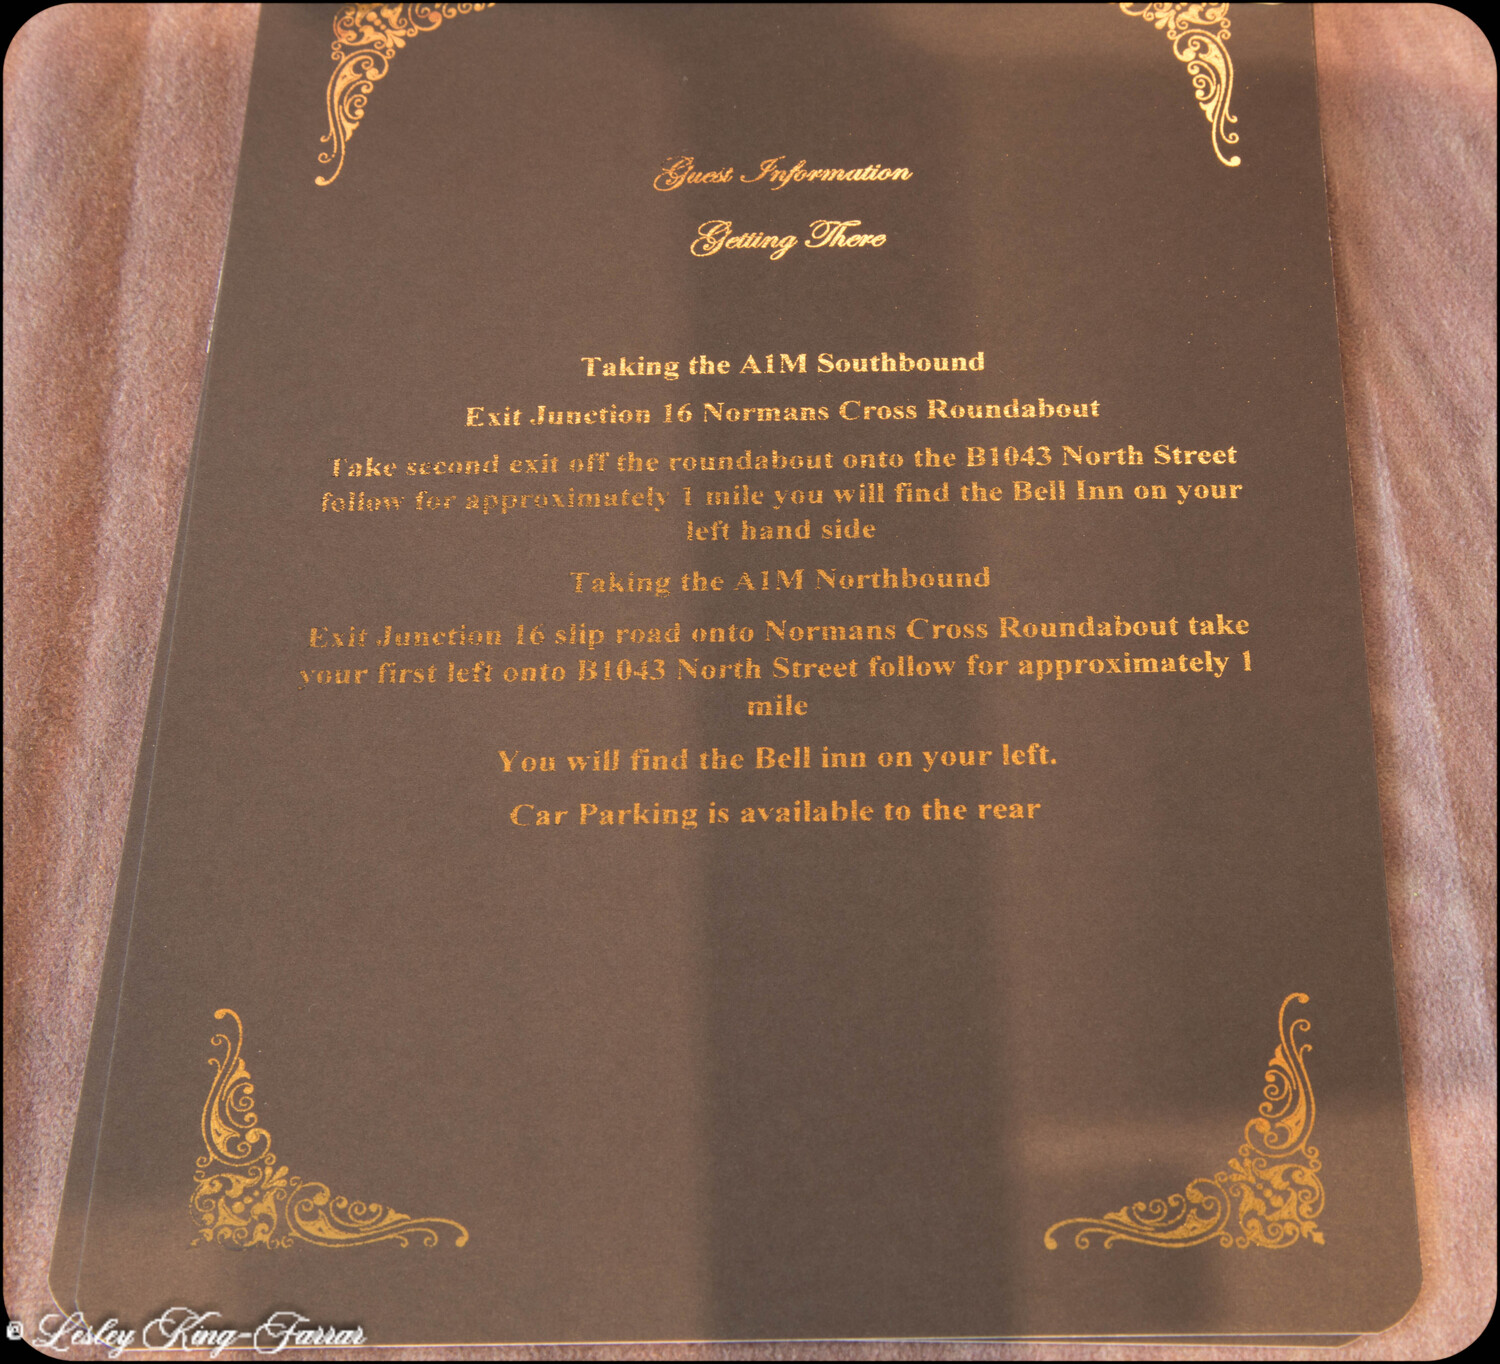 Guest Information
Getting There
Taking the A1M Southbound
Exit Junction 16 Normans Cross Roundabout
Take second exit off the roundabout onto the B1043 North Street
follow for approximately 1 mile you will find the Bell Inn on your
left hand side
Taking the A1M Northbound
Exit Junction 16 slip road onto Normans Cross Roundabout take
your first left onto B1043 North Street follow for approximately 1
mile
You will find the Bell inn on your left.
Car Parking is available to the rear
© Lesley King-Farrar